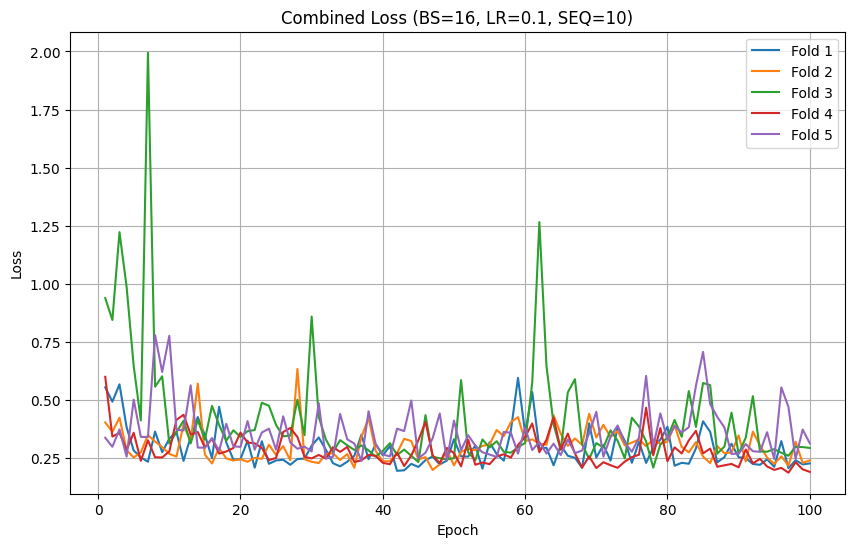 Combined Loss (BS=16, LR=0.1, SEQ=10)
Fold 1
Fold 2
Fold 3
Fold 4
Fold 5
Loss
2.00
1.75
1.50
1.25
1.00
0.75
0.50
0.25
0
20
40
60
80
100
Epoch